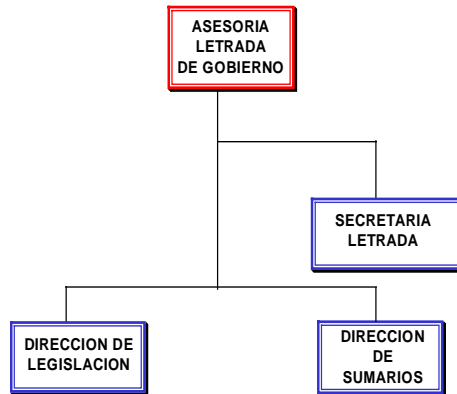 ASESORIA
LETRADA
DE GOBIERNO
SECRETARIA
LETRADA
DIRECCION DE
LEGISLACION
DIRECCION
DE
SUMARIOS